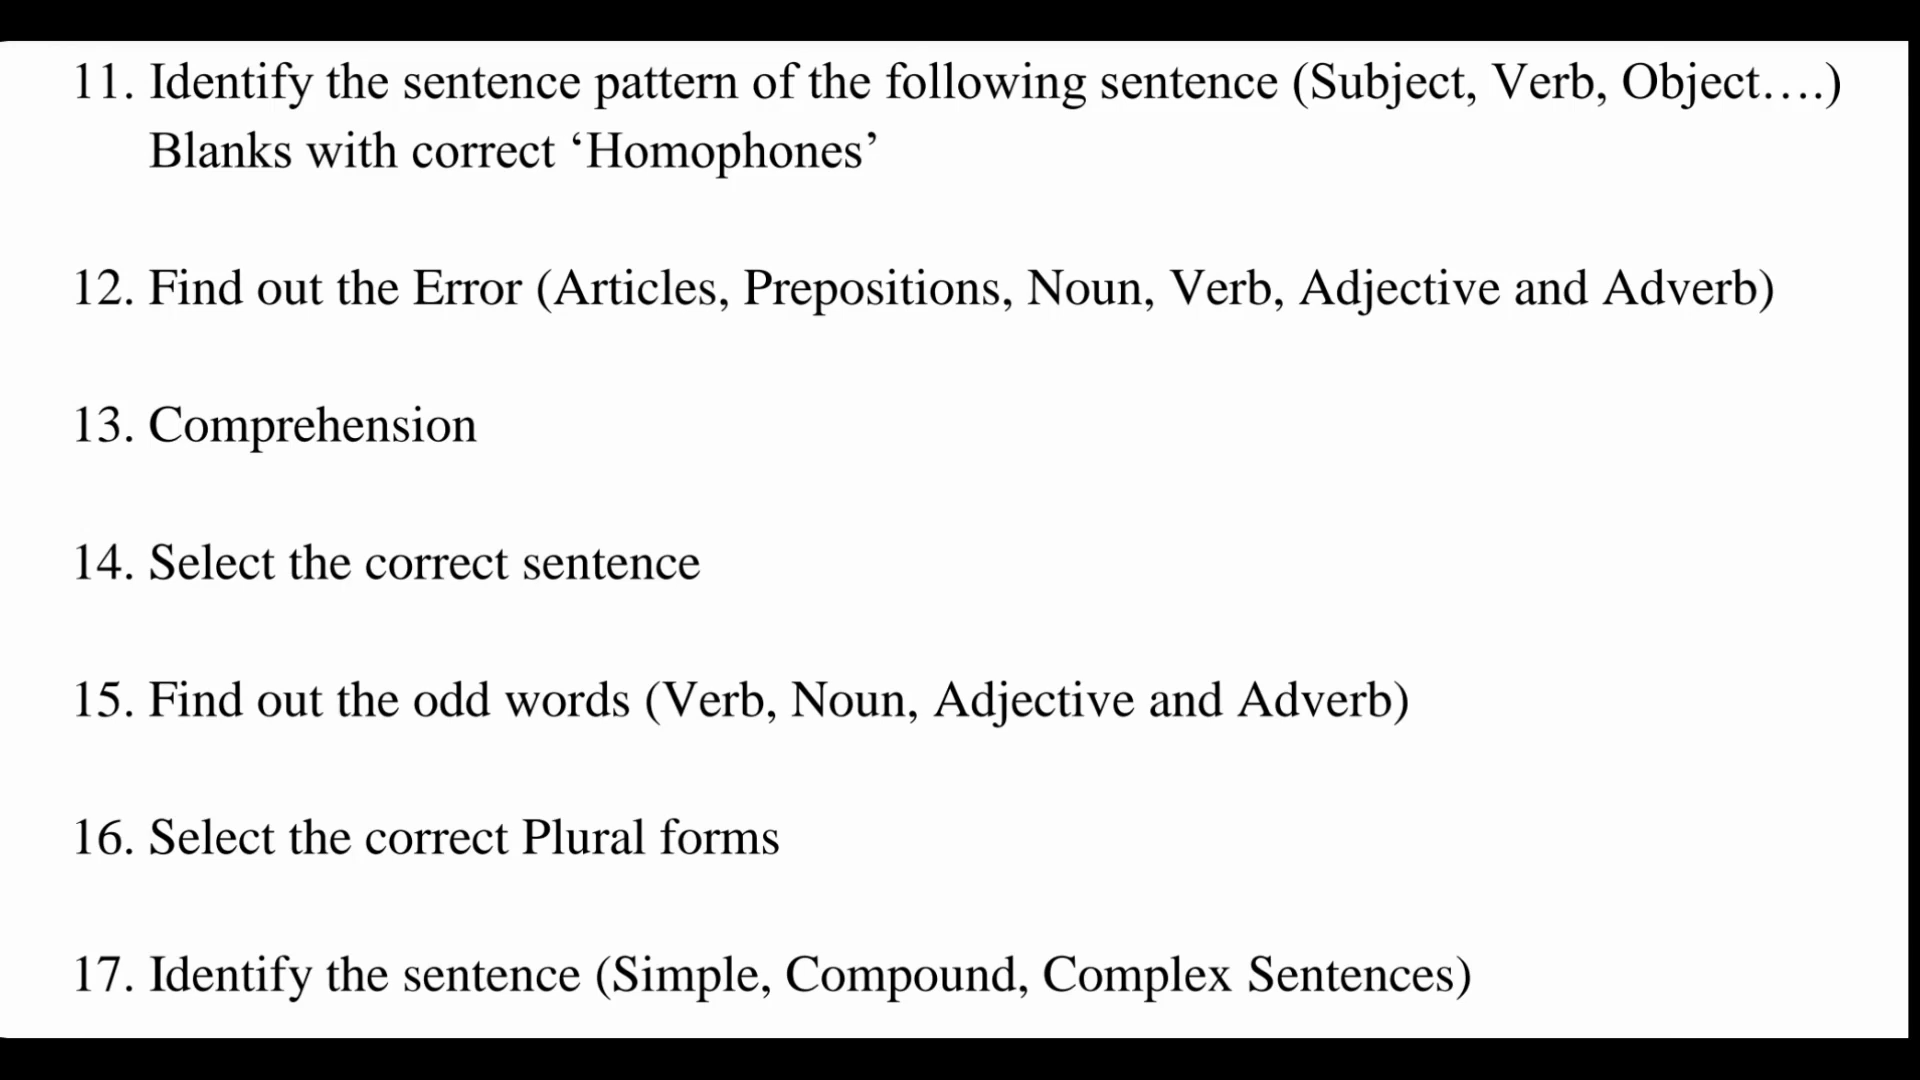 11. Identify the sentence pattern of the following sentence (Subject, Verb, Object….)
Blanks with correct ‘Homophones’
12. Find out the Error (Articles, Prepositions, Noun, Verb, Adjective and Adverb)
13. Comprehension
14. Select the correct sentence
15. Find out the odd words (Verb, Noun, Adjective and Adverb)
16. Select the correct Plural forms
17. Identify the sentence (Simple, Compound, Complex Sentences)